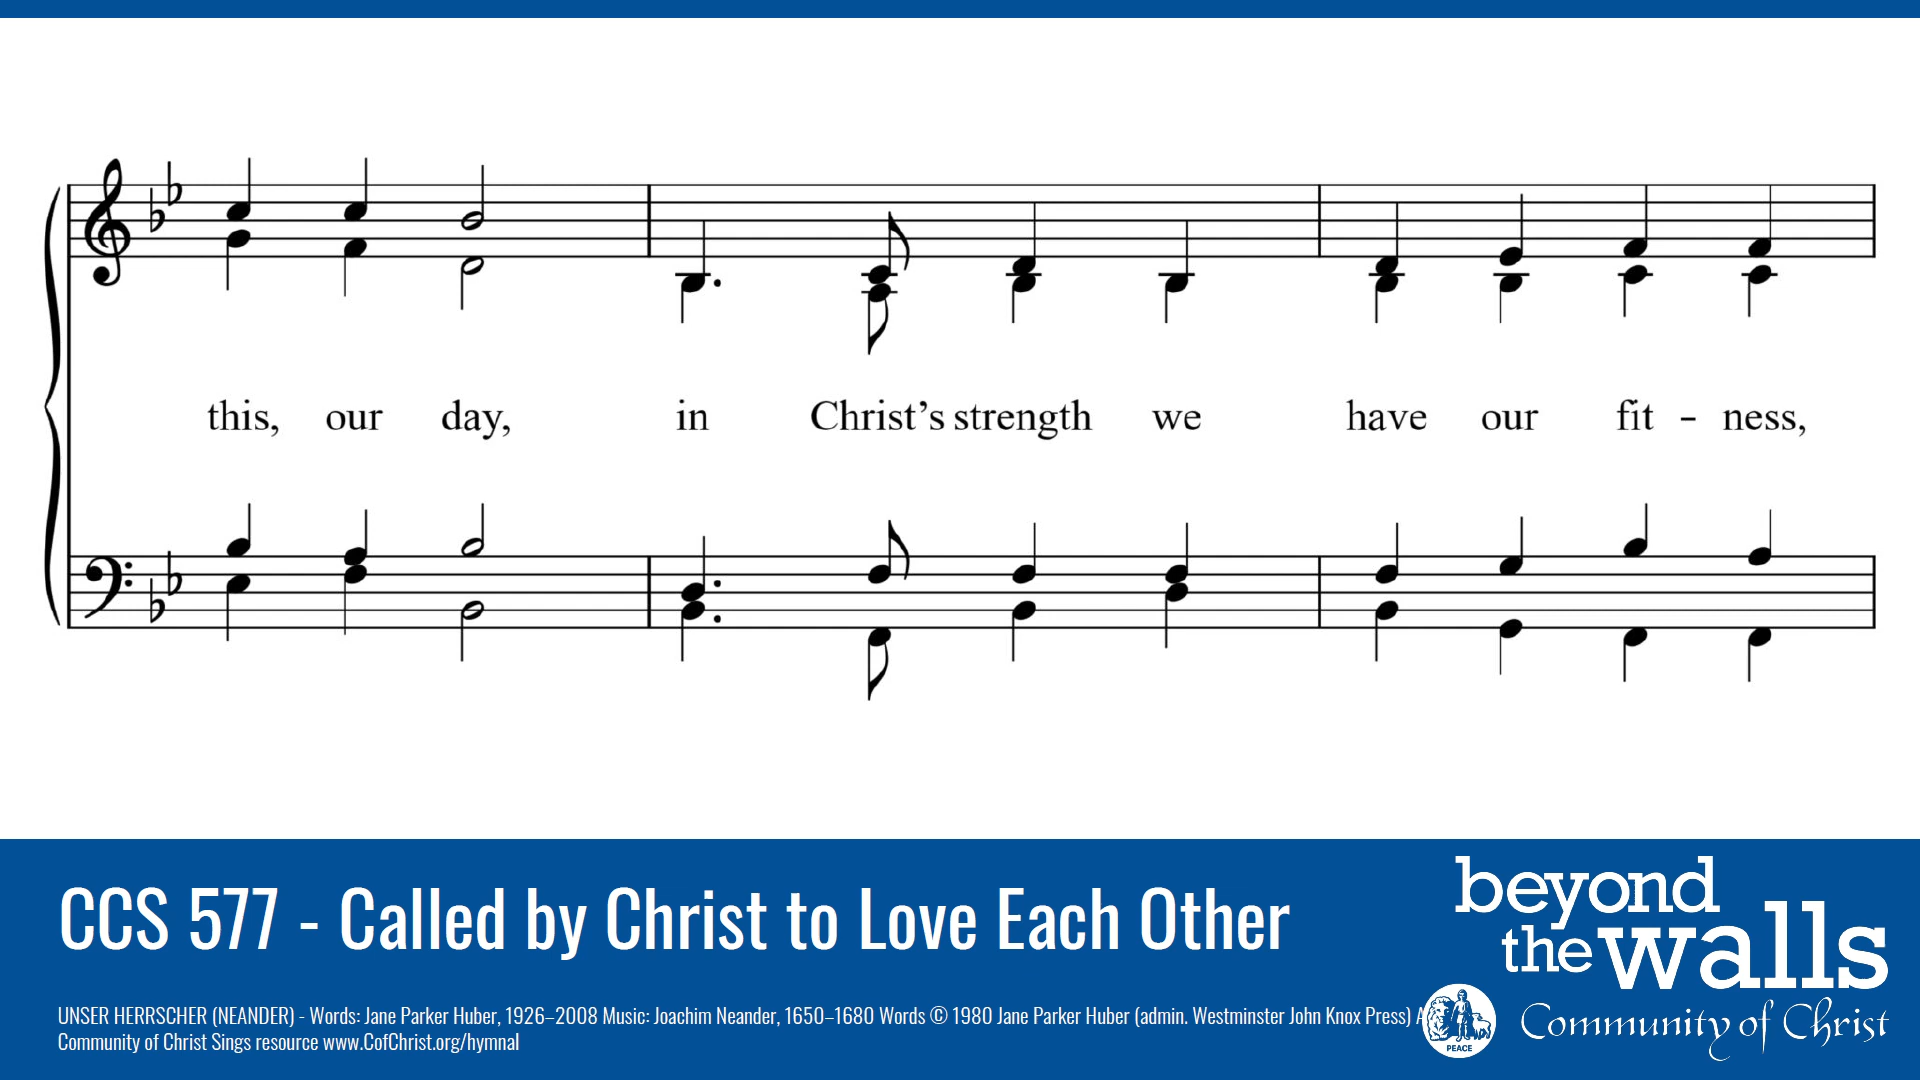 this, our day, in Christ's strength we have our fit - ness,
CCS 577 - Called by Christ to Love Each Other
UNSER HERRSCHER (NEANDER) - Words: Jane Parker Huber, 1926–2008 Music: Joachim Neander, 1650–1680 Words © 1980 Jane Parker Huber (admin. Westminster John Knox Press)
Community of Christ Sings resource www.CofChrist.org/hymnal
beyond
the walls
Community of Christ
PEACE